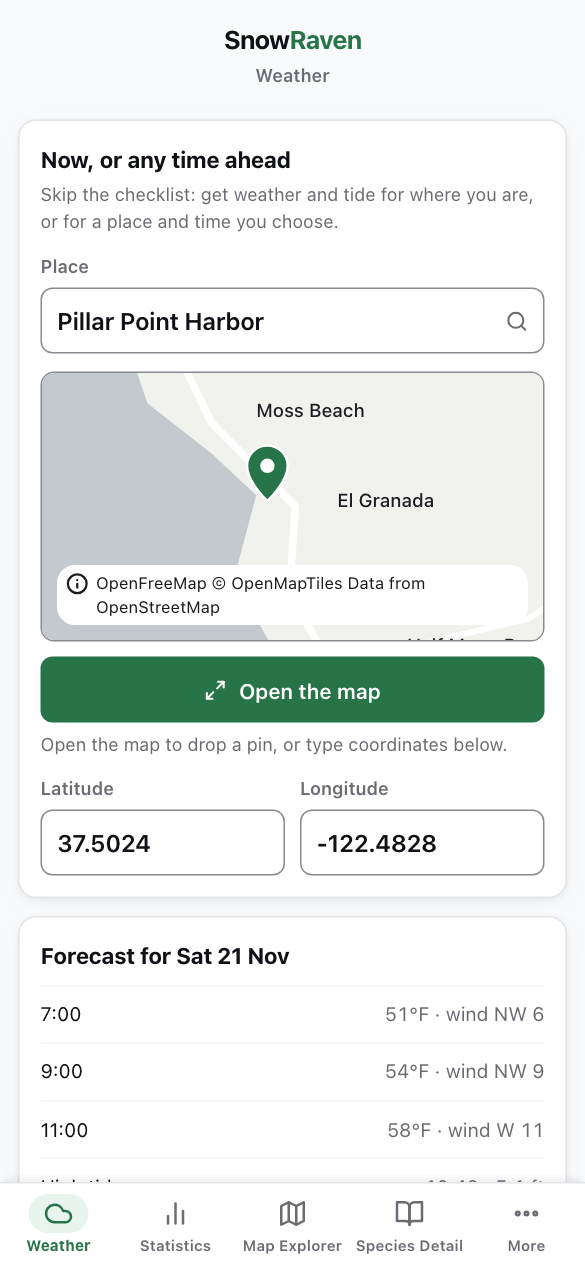 SnowRaven
Weather
Now, or any time ahead
Skip the checklist: get weather and tide for where you are,
or for a place and time you choose.
Place
Pillar Point Harbor
Moss Beach
El Granada
OpenFreeMap © OpenMapTiles Data from
OpenStreetMap
Open the map
Open the map to drop a pin, or type coordinates below.
Latitude
Longitude
37.5024
-122.4828
Forecast for Sat 21 Nov
7:00
51°F · wind NW 6
9:00
54°F · wind NW 9
11:00
58°F · wind W 11
Weather
Statistics
Map Explorer
Species Detail
More